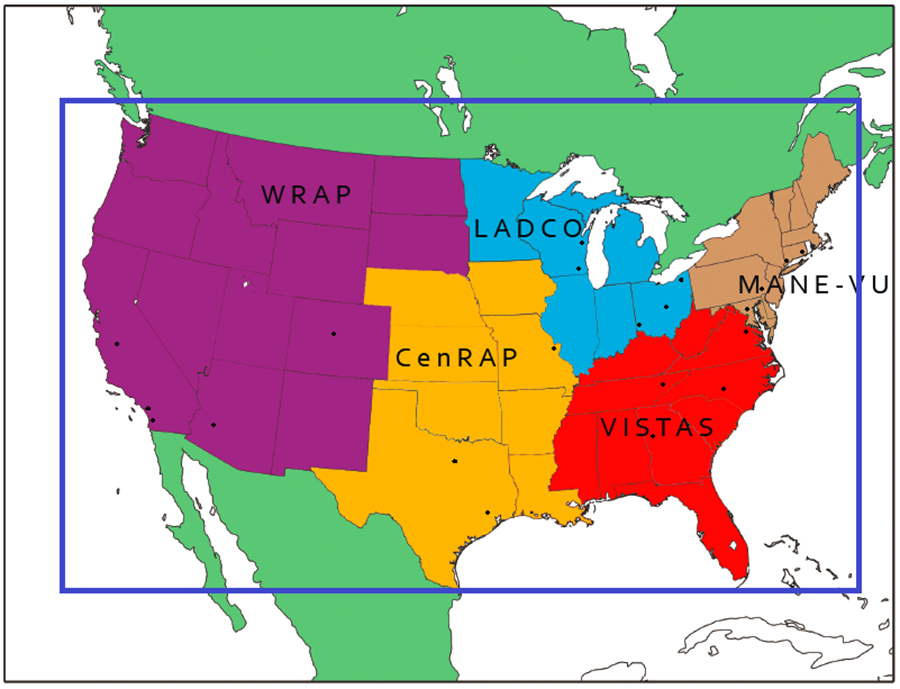 WRAP
LADCO
MANE-VU
CenRAP
VISTAS